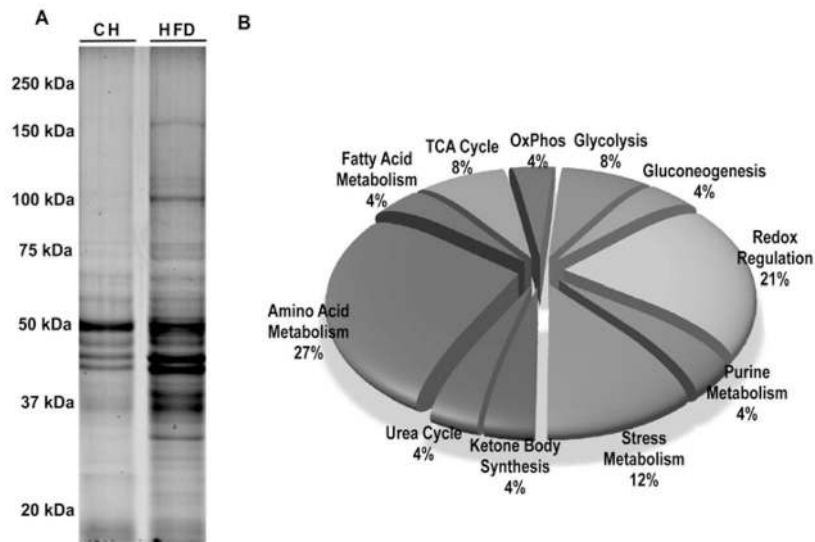 A
CH HFD
250 kDa
150 kDa
100 kDa
75 kDa
50 kDa
37 kDa
20 kDa
B
OxPhos
4%
Glycolysis
8%
Gluconeogenesis
4%
Redox
Regulation
21%
Purine
Metabolism
4%
Stress
Metabolism
12%
Ketone Body
Synthesis
4%
Urea Cycle
4%
Amino Acid
Metabolism
27%
Fatty Acid
Metabolism
4%
TCA Cycle
8%